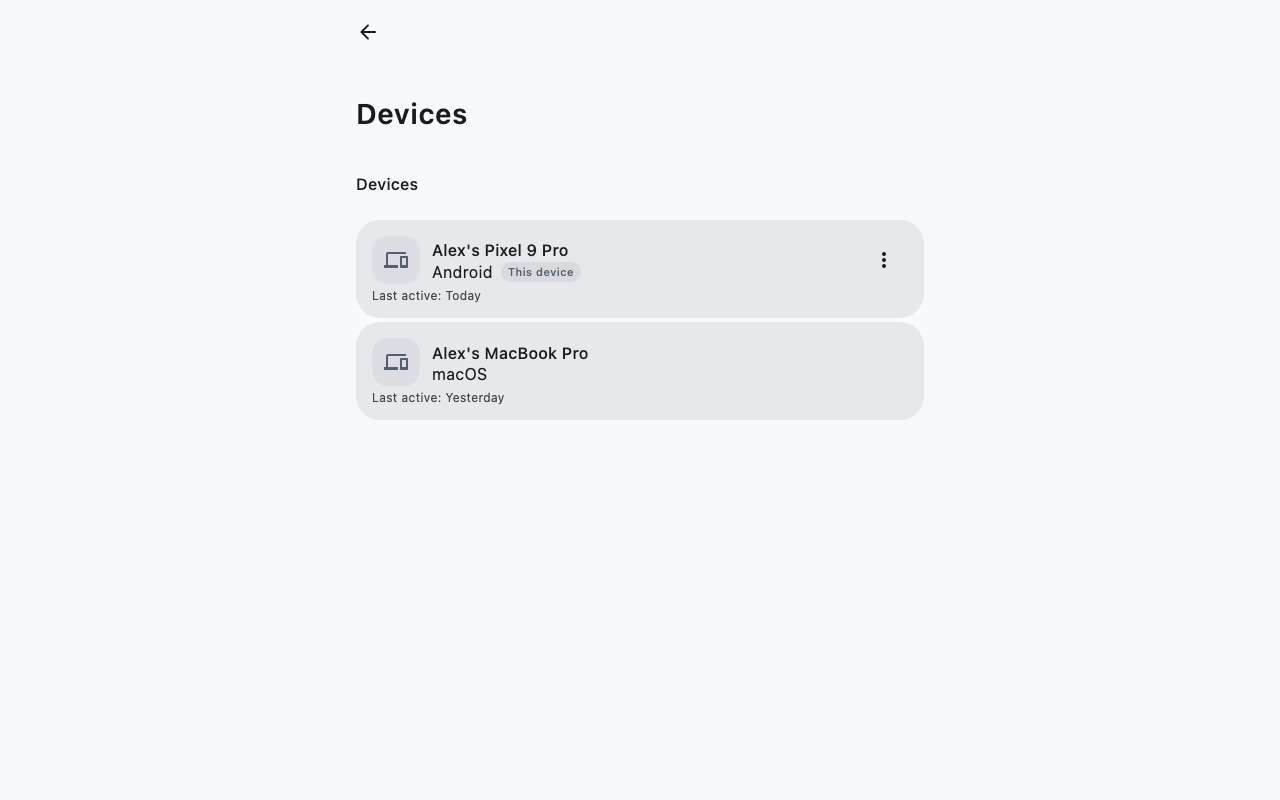 Devices
Devices
Alex's Pixel 9 Pro
Android This device
Last active: Today
Alex's MacBook Pro
macOS
Last active: Yesterday